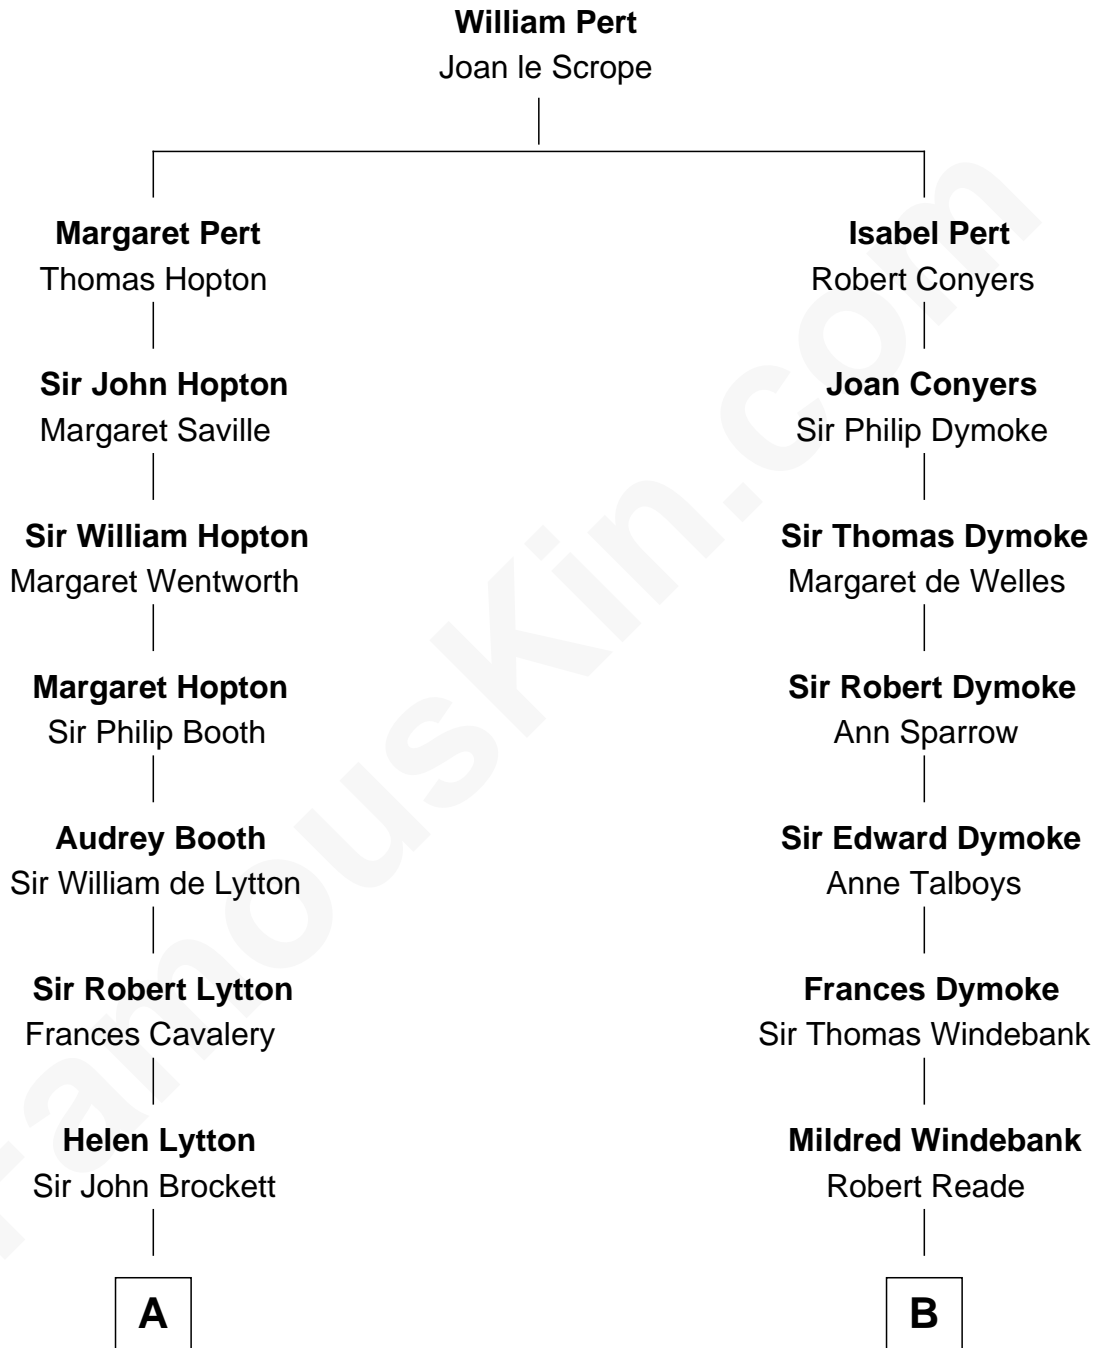 William Pert
Joan le Scrope
Margaret Pert
Thomas Hopton
Isabel Pert
Robert Conyers
Sir John Hopton
Margaret Saville
Joan Conyers
Sir Philip Dymoke
Sir William Hopton
Margaret Wentworth
Sir Thomas Dymoke
Margaret de Welles
Margaret Hopton
Sir Philip Booth
Sir Robert Dymoke
Ann Sparrow
Audrey Booth
Sir William de Lytton
Sir Edward Dymoke
Anne Talboys
Sir Robert Lytton
Frances Cavalery
Frances Dymoke
Sir Thomas Windebank
Helen Lytton
Sir John Brockett
Mildred Windebank
Robert Reade
A
B
FamousKin.com